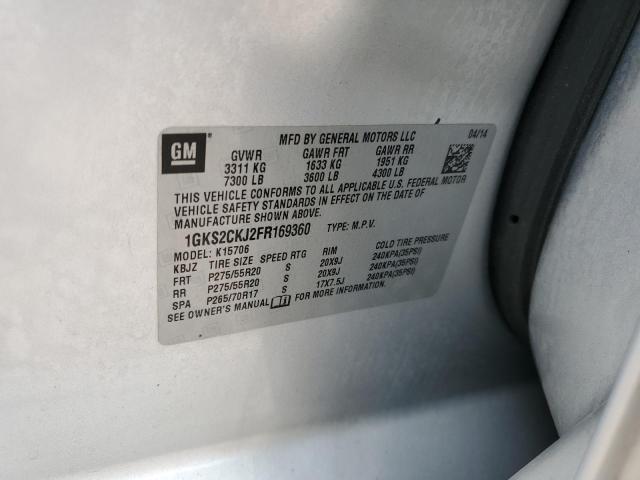 GM
MFD BY GENERAL MOTORS LLC 04/14
GVWR GAWR FRT GAWR RR
3311 KG 1633 KG 1951 KG
7300 LB 3600 LB 4300 LB
THIS VEHICLE CONFORMS TO ALL APPLICABLE U.S. FEDERAL MOTOR
VEHICLE SAFETY STANDARDS IN EFFECT ON THE DATE OF
MANUFACTURE SHOWN ABOVE.
1GKS2CKJ2FR169360 TYPE: M.P.V.
MODEL: K15706
KBJZ TIRE SIZE SPEED RTG RIM COLD TIRE PRESSURE
FRT P275/55R20 S 20X9J 240KPA(35PSI)
RR P275/55R20 S 20X9J 240KPA(35PSI)
SPA P265/70R17 S 17X7.5J 240KPA(35PSI)
SEE OWNER'S MANUAL FOR MORE INFORMATION.